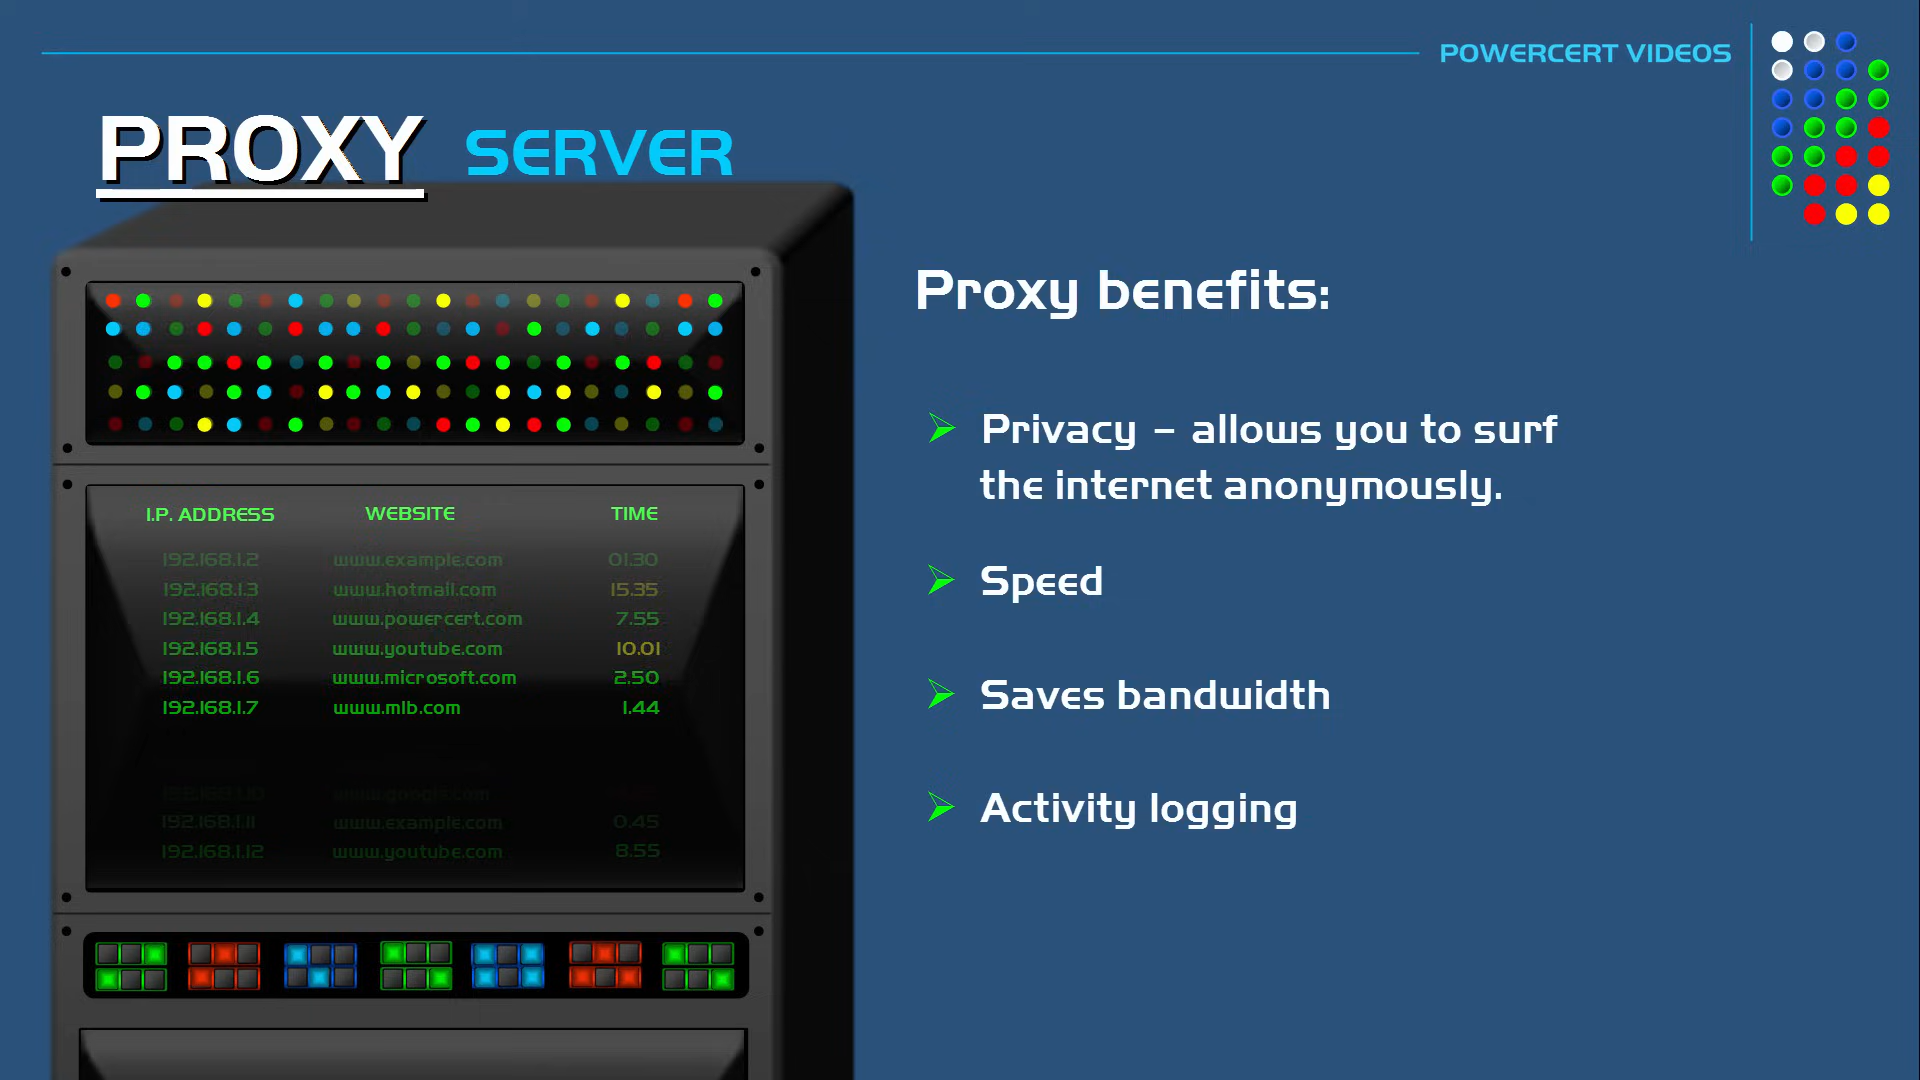 POWERCERT VIDEOS
PROXY SERVER
Proxy benefits:
Privacy – allows you to surf
the internet anonymously.
Speed
Saves bandwidth
Activity logging
I.P. ADDRESS WEBSITE TIME
192.168.1.2 www.example.com 01.30
192.168.1.3 www.hotmail.com 15.35
192.168.1.4 www.powercert.com 7.55
192.168.1.5 www.youtube.com 10.01
192.168.1.6 www.microsoft.com 2.50
192.168.1.7 www.mlb.com 1.44
www.google.com
192.168.1.11 www.example.com 0.45
192.168.1.12 www.youtube.com 8.55